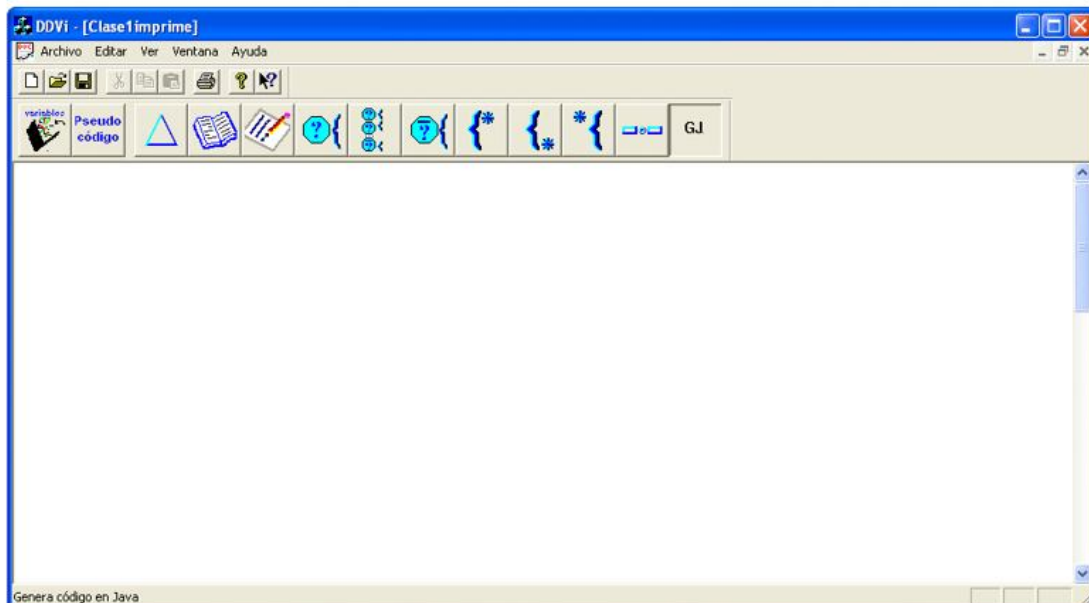 DDVi - [Clase1imprime]
Archivo Editar Ver Ventana Ayuda
variables
Pseudo
código
GJ
Genera código en Java